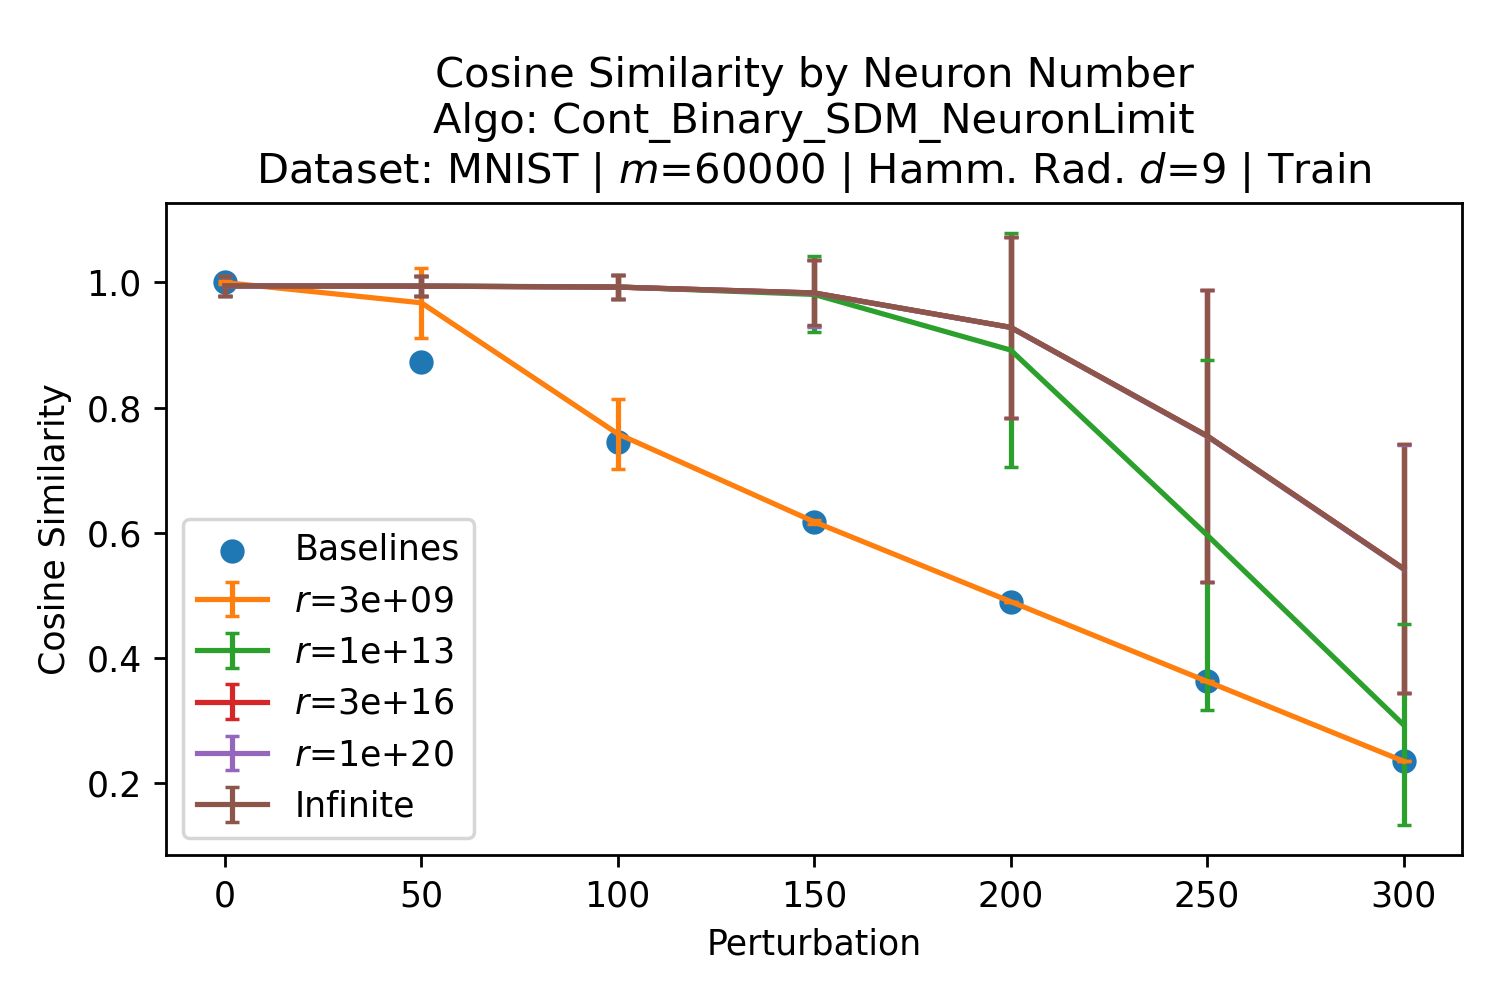 Cosine Similarity by Neuron Number
Algo: Cont_Binary_SDM_NeuronLimit
Dataset: MNIST | m=60000 | Hamm. Rad. d=9 | Train
Cosine Similarity
1.0
0.8
0.6
0.4
0.2
Baselines
r=3e+09
r=1e+13
r=3e+16
r=1e+20
Infinite
0 50 100 150 200 250 300
Perturbation